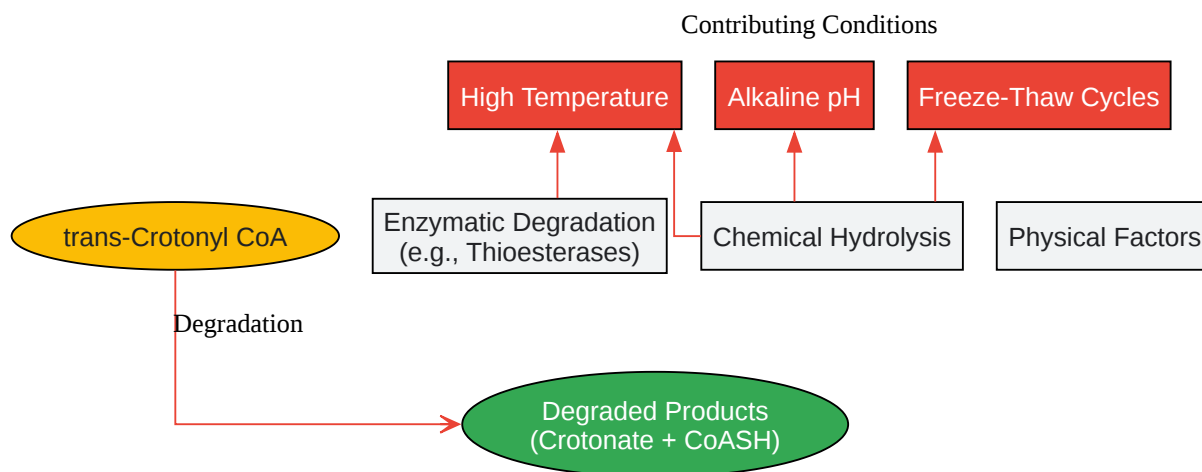 Contributing Conditions
High Temperature
Alkaline pH
Freeze-Thaw Cycles
trans-Crotonyl CoA
Enzymatic Degradation
(e.g., Thioesterases)
Chemical Hydrolysis
Physical Factors
Degradation
Degraded Products
(Crotonate + CoASH)